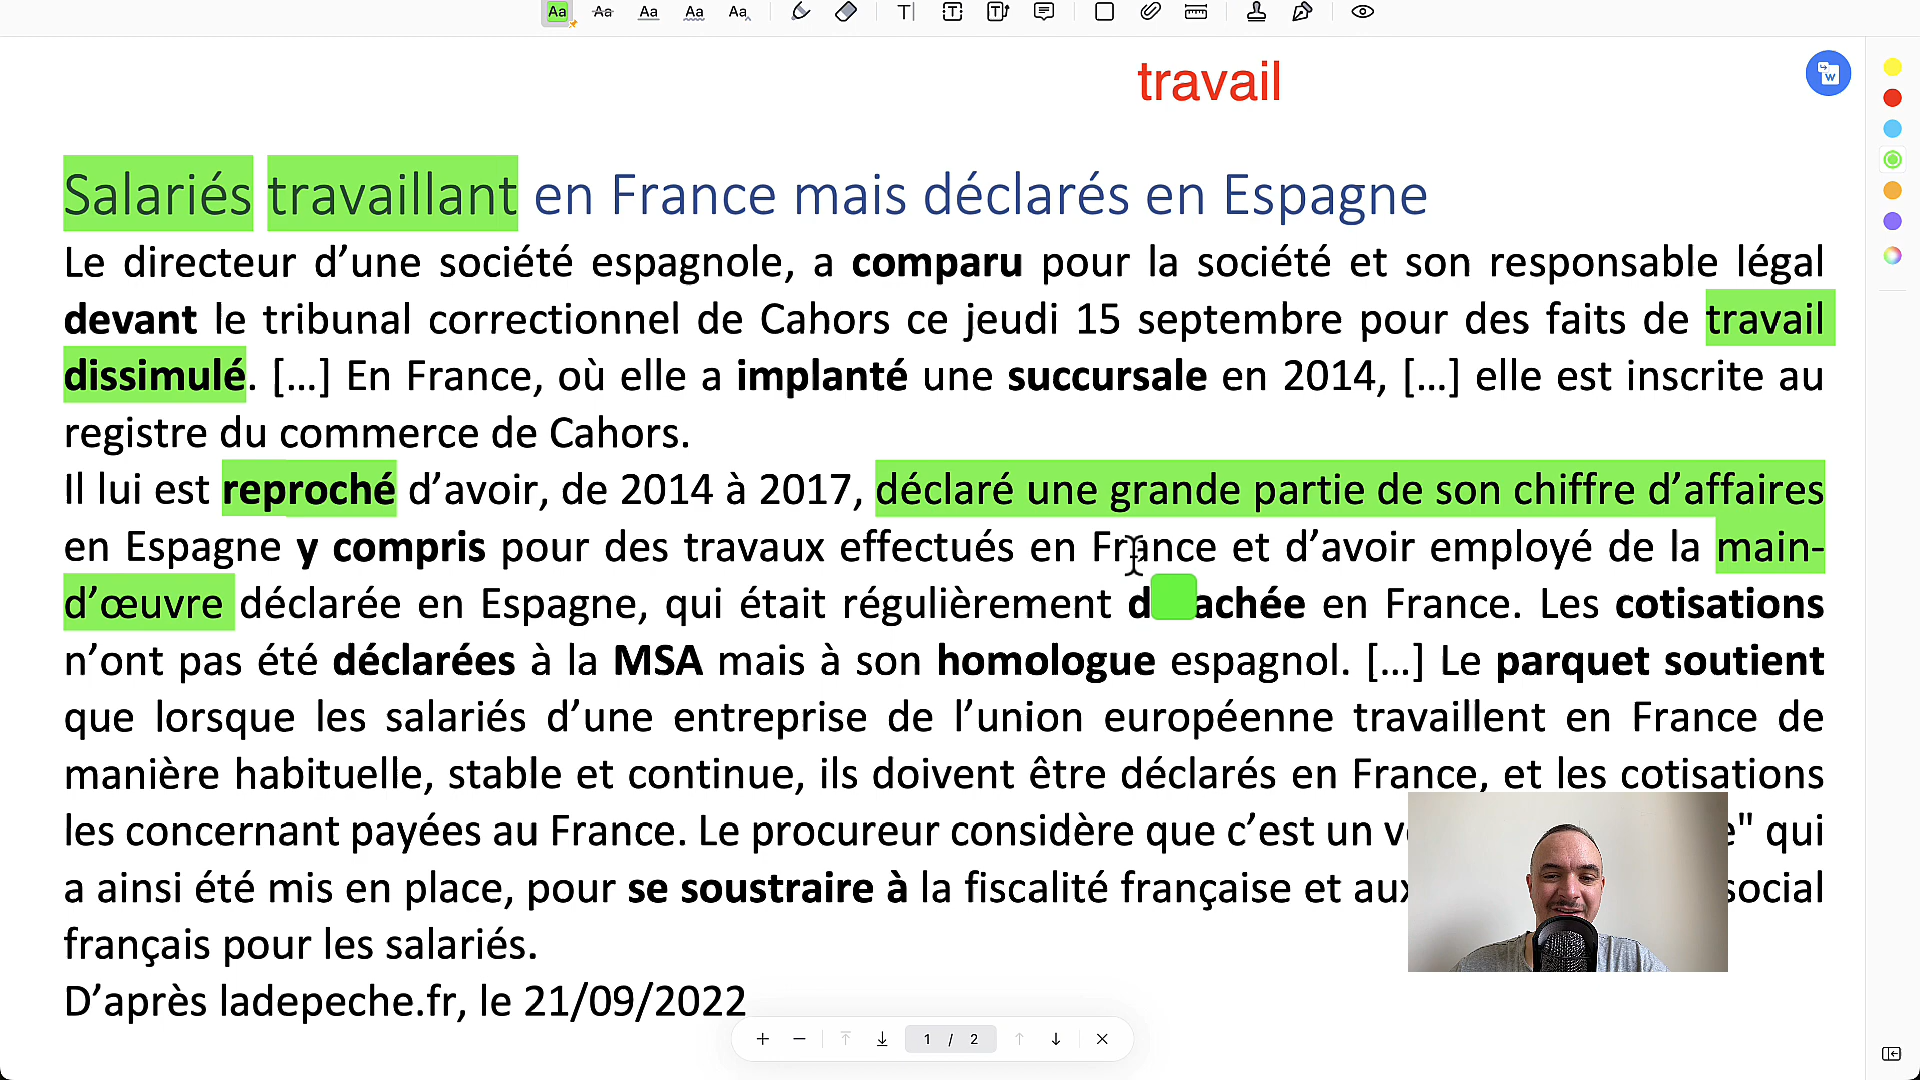 Aa Aa Aa Aa Aa T T T
travail
W
Salariés travaillant en France mais déclarés en Espagne
Le directeur d’une société espagnole, a comparu pour la société et son responsable légal
devant le tribunal correctionnel de Cahors ce jeudi 15 septembre pour des faits de travail
dissimulé. [...] En France, où elle a implanté une succursale en 2014, [...] elle est inscrite au
registre du commerce de Cahors.
Il lui est reproché d’avoir, de 2014 à 2017, déclaré une grande partie de son chiffre d’affaires
en Espagne y compris pour des travaux effectués en France et d’avoir employé de la main-
d’œuvre déclarée en Espagne, qui était régulièrement en France. Les cotisations
n’ont pas été déclarées à la MSA mais à son homologue espagnol. [...] Le parquet soutient
que lorsque les salariés d’une entreprise de l’union européenne travaillent en France de
manière habituelle, stable et continue, ils doivent être déclarés en France, et les cotisations
les concernant payées au France. Le procureur considère que c’est un qui
a ainsi été mis en place, pour se soustraire à la fiscalité française et aux social
français pour les salariés.
D’après ladepeche.fr, le 21/09/2022
1 / 2